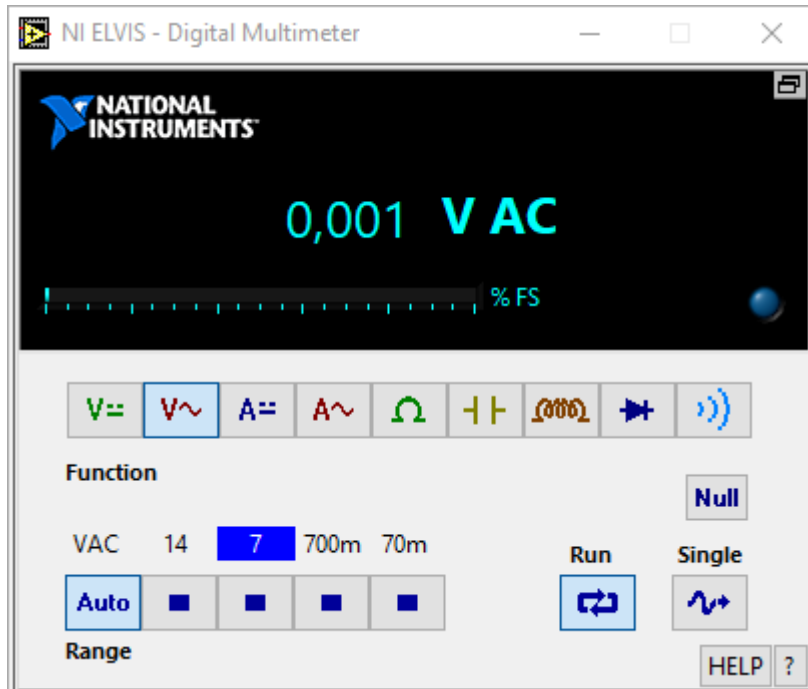 NI ELVIS - Digital Multimeter
NATIONAL
INSTRUMENTS™
0,001 V AC
% FS
V A A Ω
Function
Null
VAC 14 7 700m 70m
Run Single
Auto
Range
HELP ?